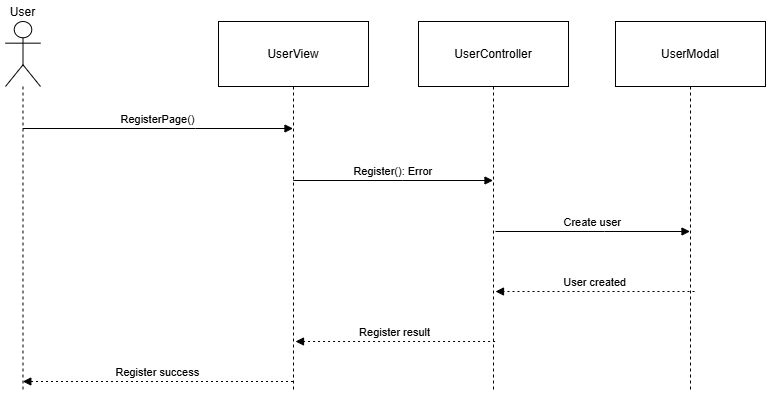 User
UserView
UserController
UserModal
RegisterPage()
Register(): Error
Create user
User created
Register result
Register success